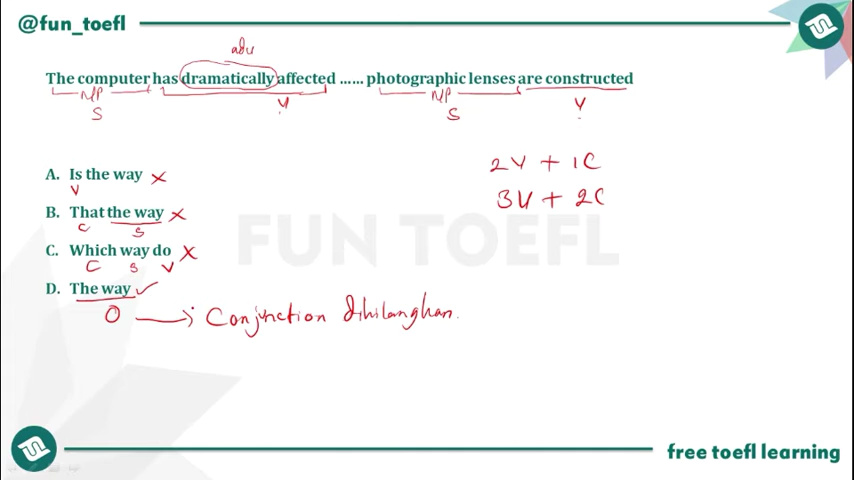 @fun_toefl
adv
The computer has dramatically affected ...... photographic lenses are constructed
NP V NP V
S S
A. Is the way ×
V
2V + 1C
B. That the way ×
C S
3V + 2C
C. Which way do ×
C S V
FUN TOEFL
D. The way ✓
O → Conjunction dihilangkan.
free toefl learning